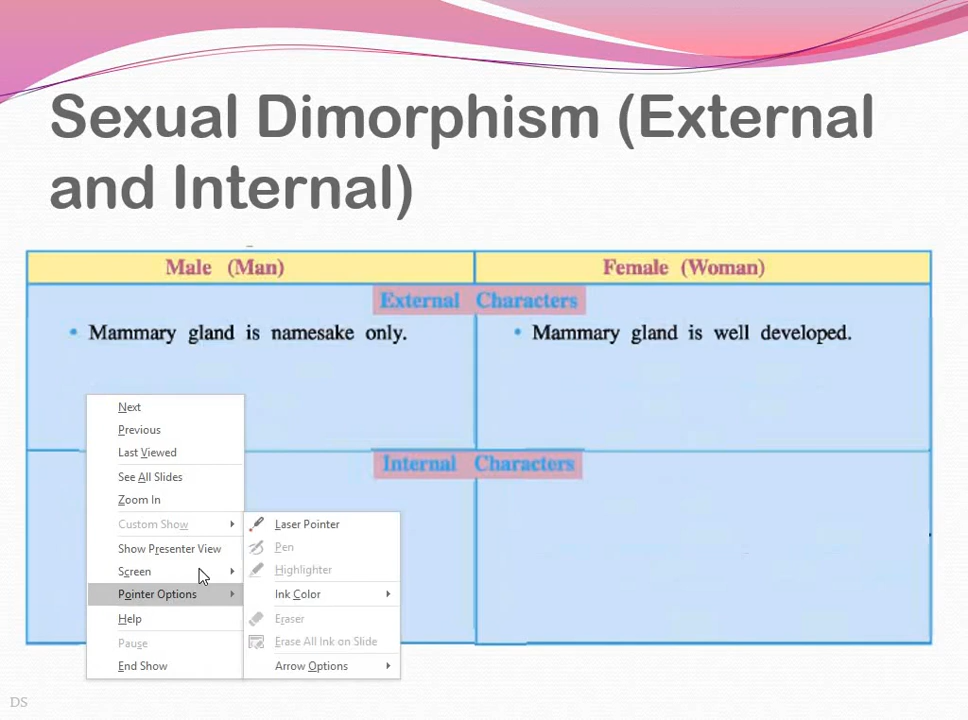 Sexual Dimorphism (External
and Internal)
Male (Man)
Female (Woman)
External Characters
• Mammary gland is namesake only.
• Mammary gland is well developed.
Internal Characters
Next
Previous
Last Viewed
See All Slides
Zoom In
Custom Show
Show Presenter View
Screen
Pointer Options
Help
Pause
End Show
Laser Pointer
Pen
Highlighter
Ink Color
Eraser
Erase All Ink on Slide
Arrow Options
DS